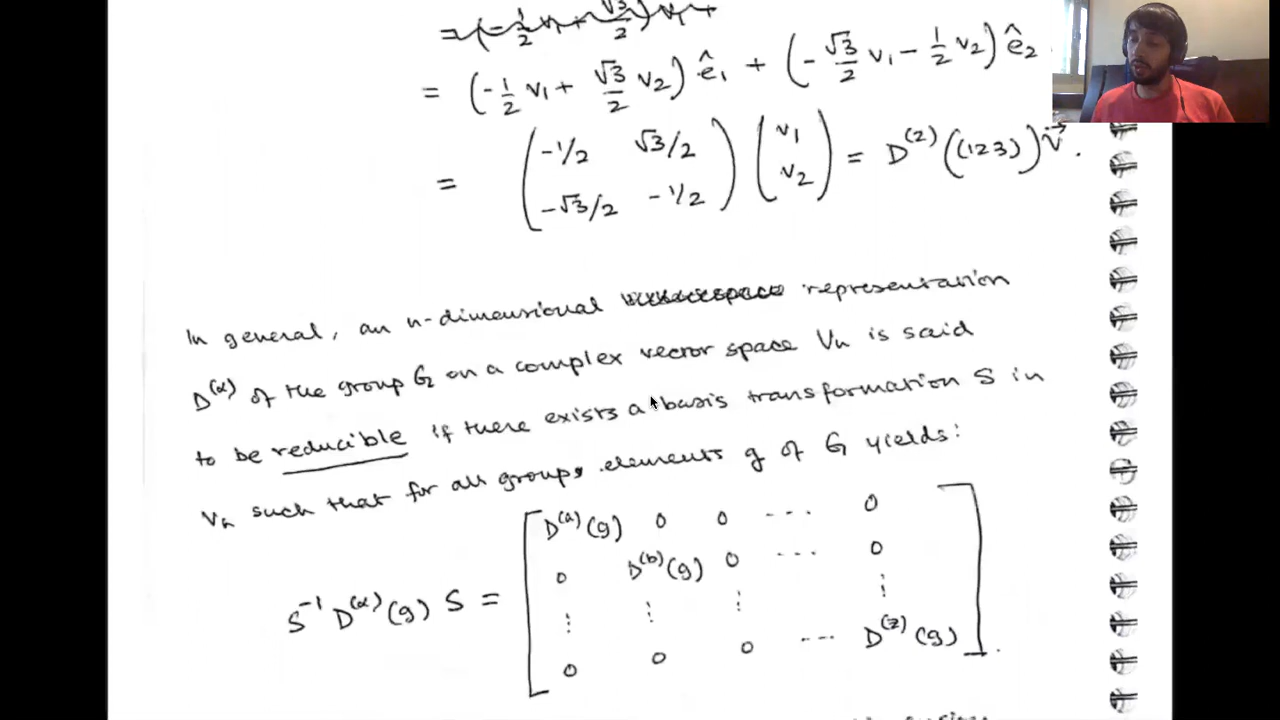 = (-1/2 v₁ + √3/2 v₂) ê₁ + (-√3/2 v₁ - 1/2 v₂) ê₂
= ( -1/2 √3/2 ; -√3/2 -1/2 ) ( v₁ ; v₂ ) = D⁽²⁾((123)) v⃗.
In general, an n-dimensional representation
D⁽ᵅ⁾ of the group G on a complex vector space Vn is said
to be reducible if there exists a basis transformation S in
Vn such that for all groups elements g of G yields:
D⁽ᵃ⁾(g) 0 0 --- 0
0 D⁽ᵇ⁾(g) 0 --- 0
S⁻¹ D⁽ᵅ⁾(g) S = ⋮ ⋮ ⋮ ⋮
0 0 0 --- D⁽ᶻ⁾(g) .